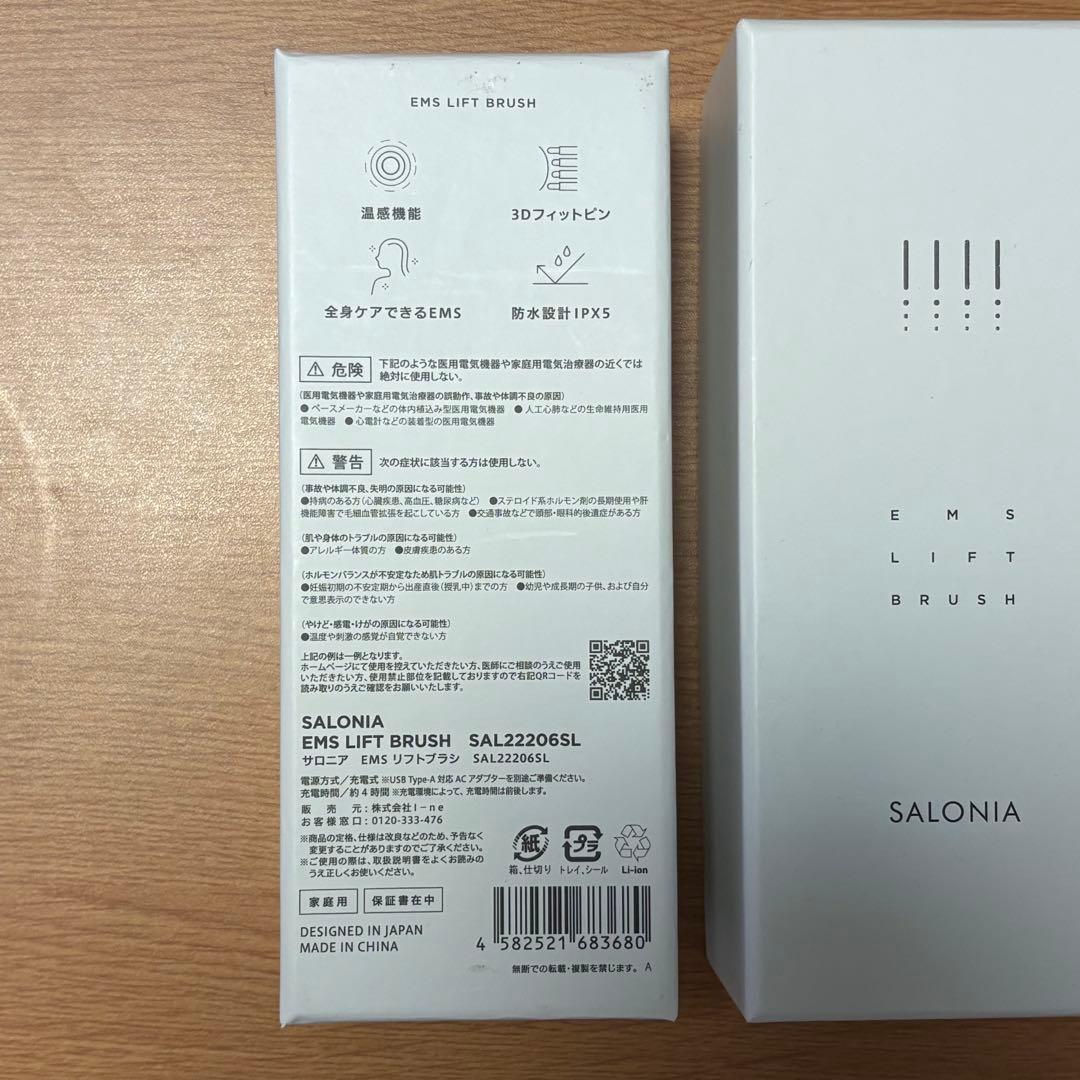 EMS LIFT BRUSH
温感機能
3Dフィットピン
全身ケアできるEMS
防水設計IPX5
危険
下記のような医用電気機器や家庭用電気治療器の近くでは
絶対に使用しない。
(医用電気機器や家庭用電気治療器の誤動作、事故や体調不良の原因)
●ペースメーカーなどの体内植込み型医用電気機器 ●人工心肺などの生命維持用医用
電気機器 ●心電計などの装着型の医用電気機器
警告
次の症状に該当する方は使用しない。
(事故や体調不良、失明の原因になる可能性)
●持病のある方(心臓疾患、高血圧、糖尿病など) ●ステロイド系ホルモン剤の長期使用や肝
機能障害で毛細血管拡張を起こしている方 ●交通事故などで頭部・眼科的後遺症がある方
(肌や身体のトラブルの原因になる可能性)
●アレルギー体質の方 ●皮膚疾患のある方
(ホルモンバランスが不安定なため肌トラブルの原因になる可能性)
●妊娠初期の不安定期から出産直後(授乳中)までの方 ●幼児や成長期の子供、および自分
で意思表示のできない方
(やけど・感電・けがの原因になる可能性)
●温度や刺激の感覚が自覚できない方
上記の例は一例となります。
ホームページにて使用を控えていただきたい方、医師にご相談のうえご使用
いただきたい方、使用禁止部位を記載しておりますので右記QRコードを
読み取りのうえご確認をお願いいたします。
SALONIA
EMS LIFT BRUSH SAL22206SL
サロニア EMS リフトブラシ SAL22206SL
電源方式/充電式 ※USB Type-A 対応 AC アダプターを別途ご準備ください。
充電時間/約4時間 ※充電環境によって、充電時間は前後します。
販売元:株式会社I-ne
お客様窓口:0120-333-476
※商品の定格、仕様は改良などのため、予告なく
変更することがありますのでご了承ください。
※ご使用の際は、取扱説明書をよくお読みの
うえ正しくお使いください。
紙
プラ
箱、仕切り
トレイ、シール
Li-ion
家庭用
保証書在中
DESIGNED IN JAPAN
MADE IN CHINA
4 582521 683680
無断での転載・複製を禁じます。 A
EMS
LIFT
BRUSH
SALONIA